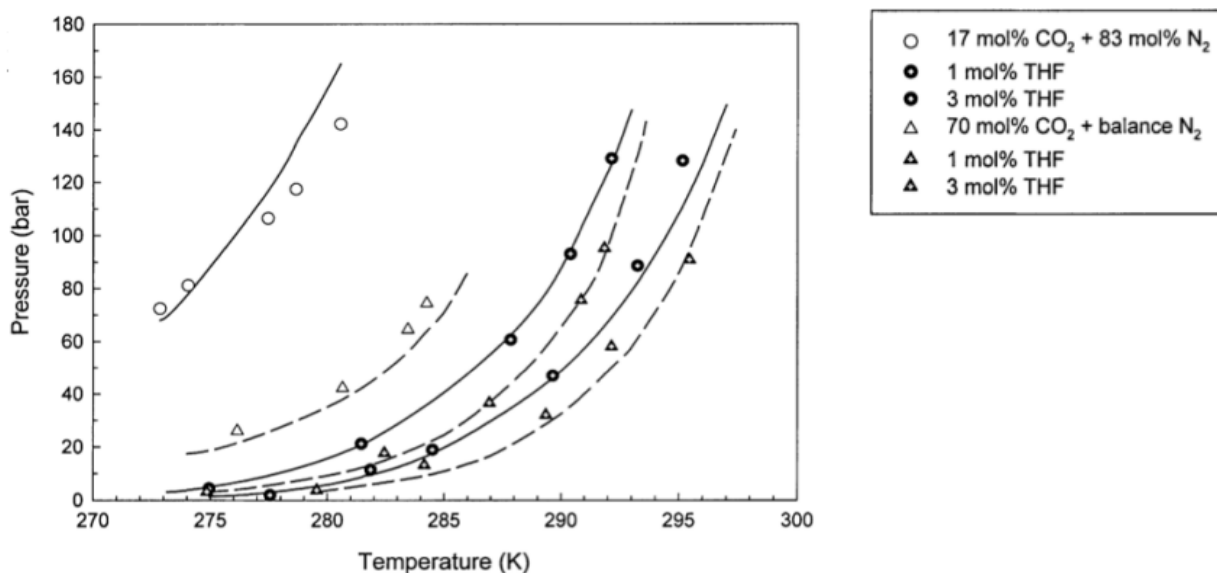 180
160
140
120
100
80
60
40
20
0
Pressure (bar)
270
275
280
285
290
295
300
Temperature (K)
17 mol% CO₂ + 83 mol% N₂
1 mol% THF
3 mol% THF
70 mol% CO₂ + balance N₂
1 mol% THF
3 mol% THF